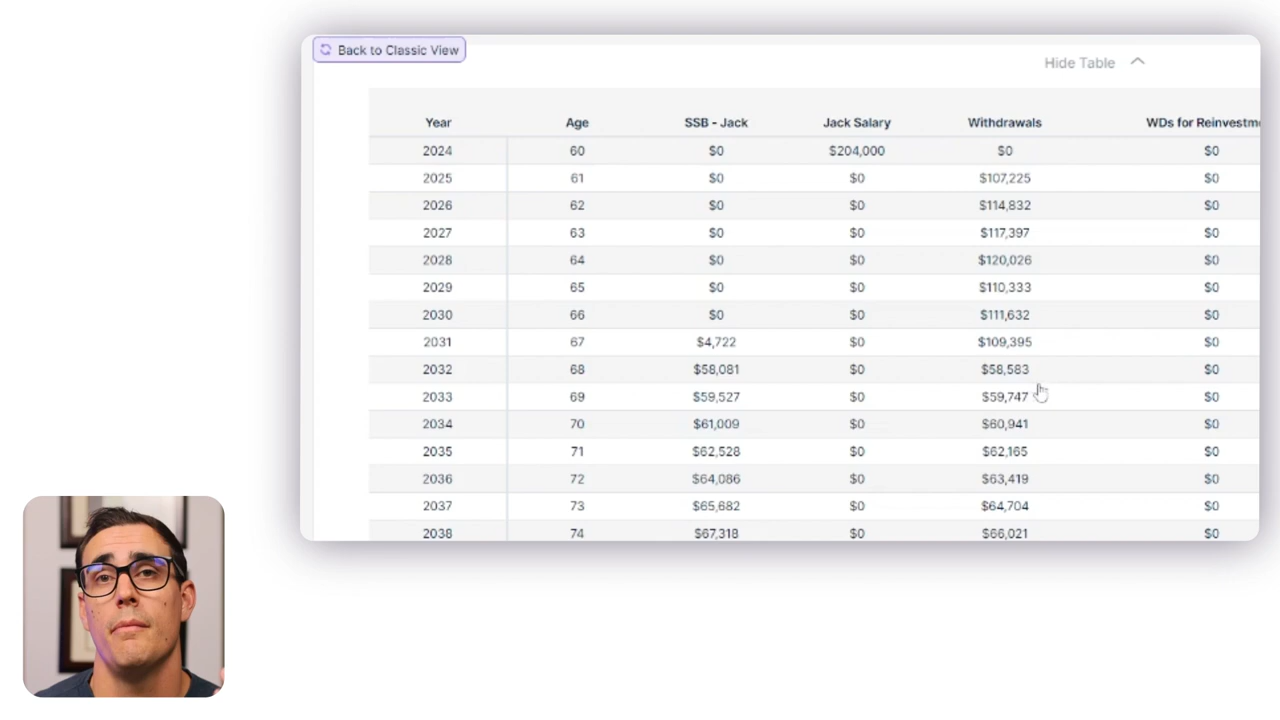 Back to Classic View
Hide Table
Year Age SSB - Jack Jack Salary Withdrawals WDs for Reinvestm
2024 60 $0 $204,000 $0 $0
2025 61 $0 $0 $107,225 $0
2026 62 $0 $0 $114,832 $0
2027 63 $0 $0 $117,397 $0
2028 64 $0 $0 $120,026 $0
2029 65 $0 $0 $110,333 $0
2030 66 $0 $0 $111,632 $0
2031 67 $4,722 $0 $109,395 $0
2032 68 $58,081 $0 $58,583 $0
2033 69 $59,527 $0 $59,747 $0
2034 70 $61,009 $0 $60,941 $0
2035 71 $62,528 $0 $62,165 $0
2036 72 $64,086 $0 $63,419 $0
2037 73 $65,682 $0 $64,704 $0
2038 74 $67,318 $0 $66,021 $0